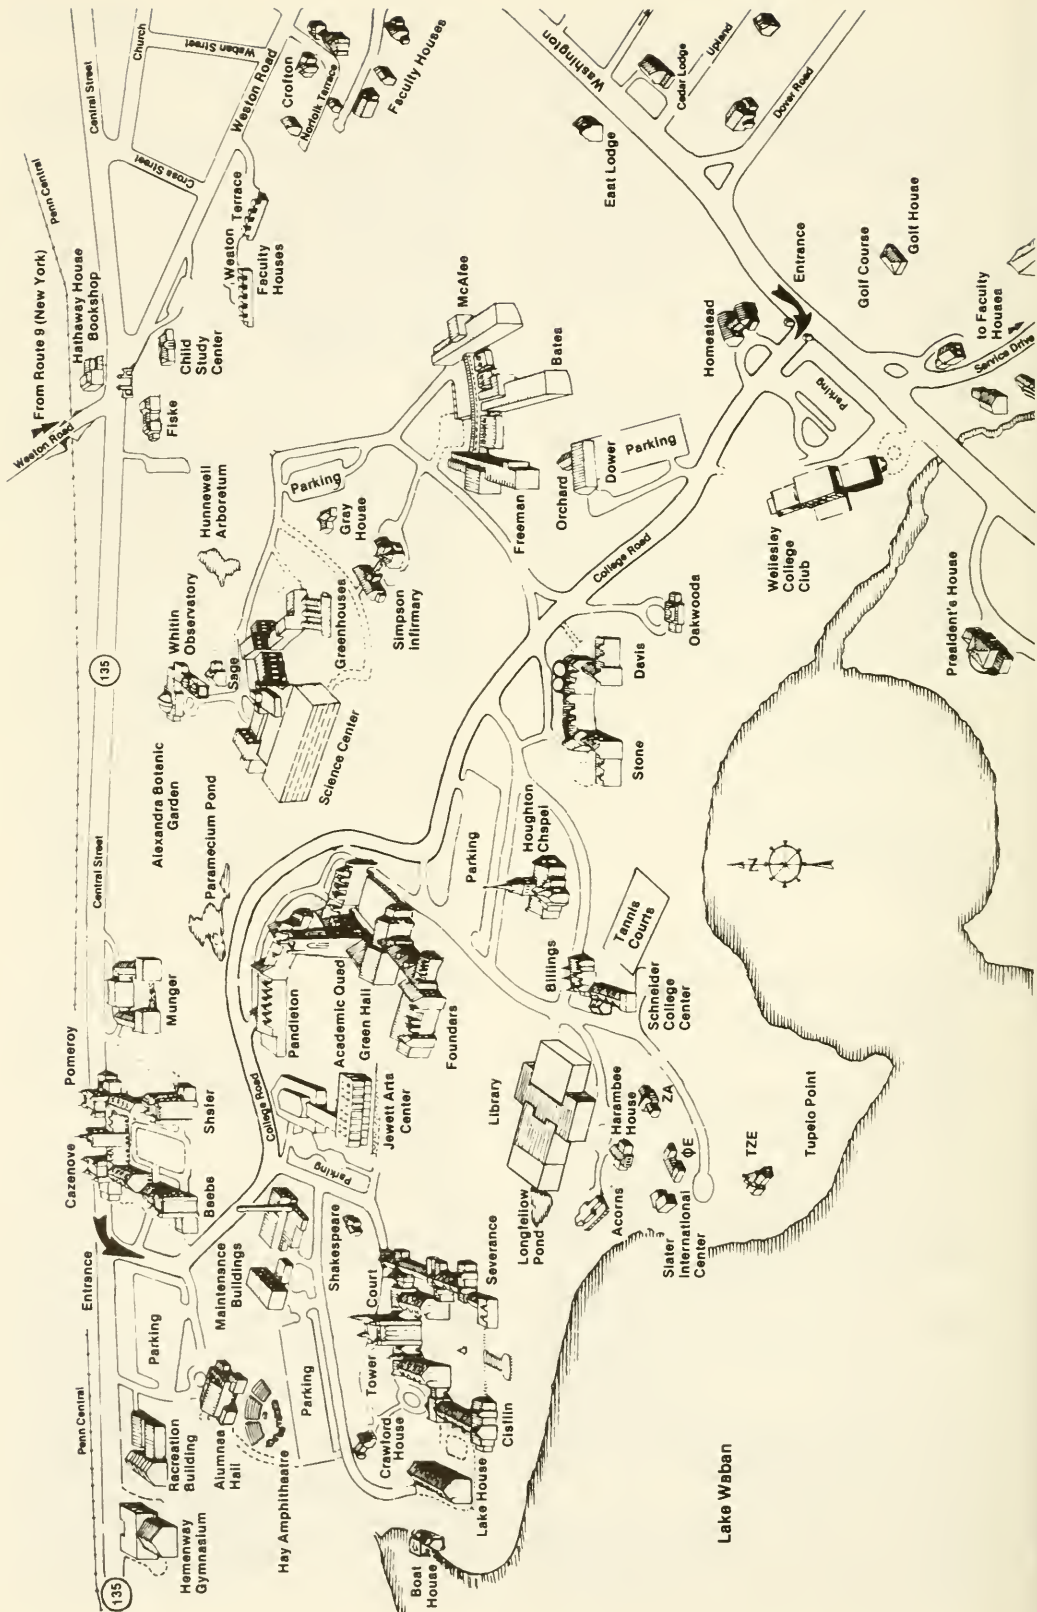 Penn Central
Penn Central
135
135
Hemenway
Gymnasium
Recreation
Building
Parking
Entrance
Cazenove
Pomeroy
Munger
Central Street
Alexandra Botanic
Garden
Whitin
Observatory
Sage
Hunnewell
Arboretum
Fiske
Weston Road
From Route 9 (New York)
Hathaway House
Bookshop
Child
Study
Center
Central Street
Church
Cross Street
Waban Street
Weston Road
Alumnae
Hall
Hay Amphitheatre
Maintenance
Buildings
Beebe
Shafer
College Road
Paramecium Pond
Science Center
Greenhouses
Gray
House
Parking
Simpson
Infirmary
Weston Terrace
Faculty
Houses
Crofton
Norfolk Terrace
Faculty Houses
Parking
Shakespeare
Parking
Pendleton
Academic Quad
Green Hall
Founders
Jewett Arts
Center
McAfee
Bates
Freeman
Boat
House
Lake House
Crawford
House
Tower Court
Severance
Cisllin
Longfellow
Pond
Library
Billings
Houghton
Chapel
Parking
College Road
Orchard
Dower
Parking
Homestead
East Lodge
Washington
Cedar Lodge
Upland
Dover Road
Entrance
Acorns
Harambee
House
ZA
ΦE
Slater
International
Center
TZE
Schneider
College
Center
Tennis
Courts
Stone
Davis
Oakwoods
Wellesley
College
Club
Parking
Golf Course
Golf House
to Faculty
Houses
Service Drive
President's House
Tupelo Point
N
Lake Waban